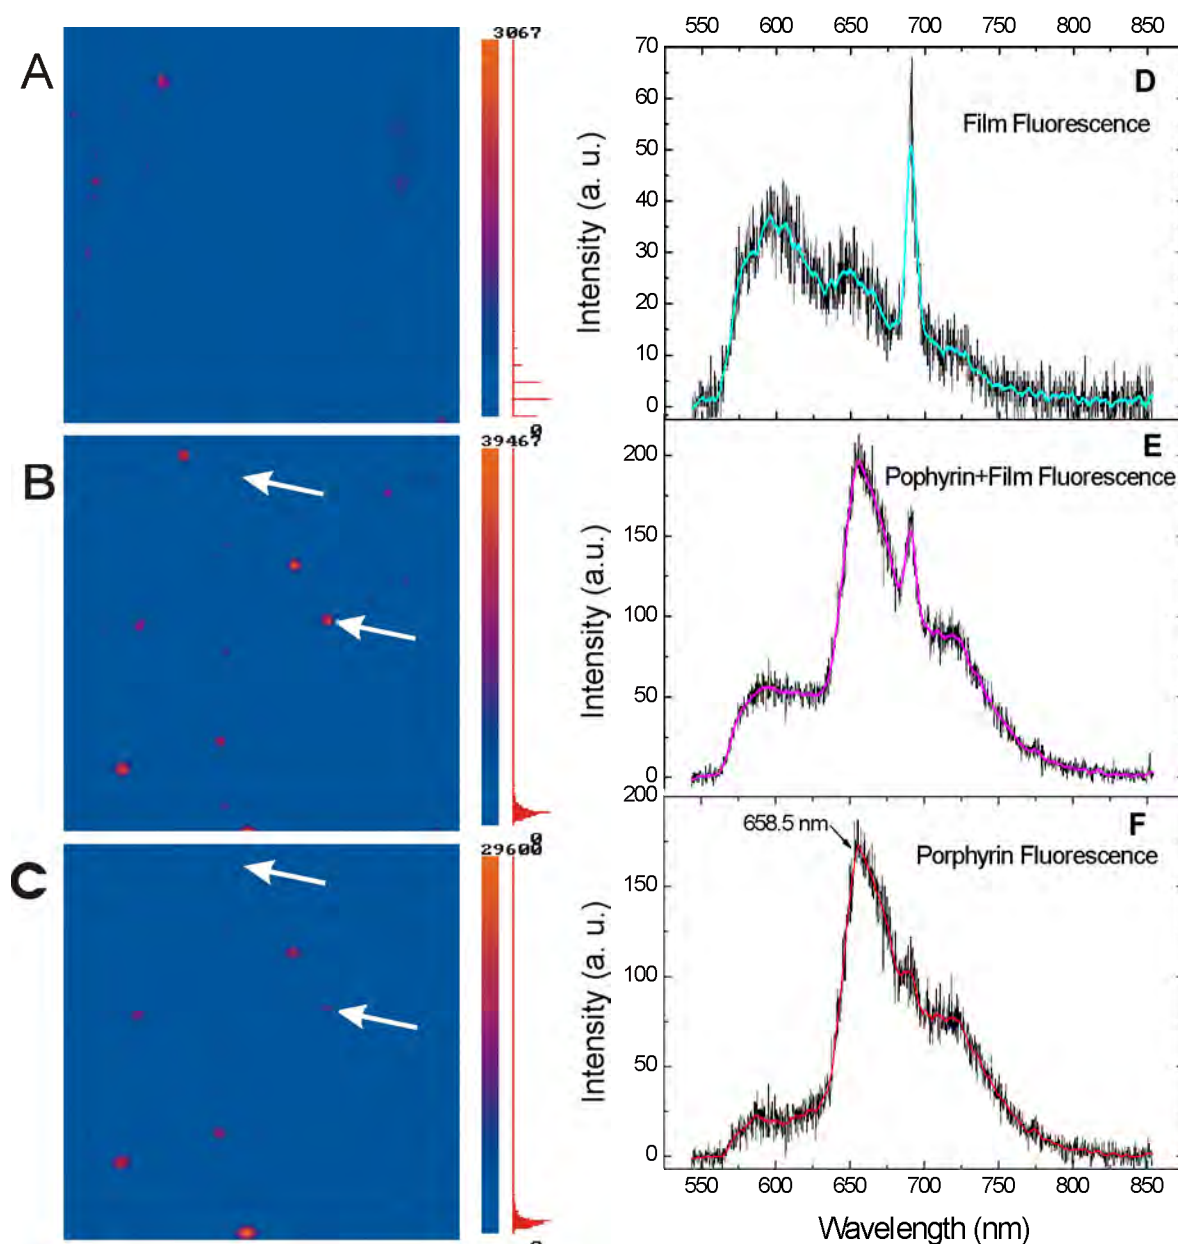 A
3067
0
B
39467
0
C
29600
550 600 650 700 750 800 850
70
60
50
40
30
20
10
0
Intensity (a. u.)
D
Film Fluorescence
200
150
100
50
0
Intensity (a.u.)
E
Pophyrin+Film Fluorescence
200
150
100
50
0
Intensity (a. u.)
658.5 nm
F
Porphyrin Fluorescence
550 600 650 700 750 800 850
Wavelength (nm)